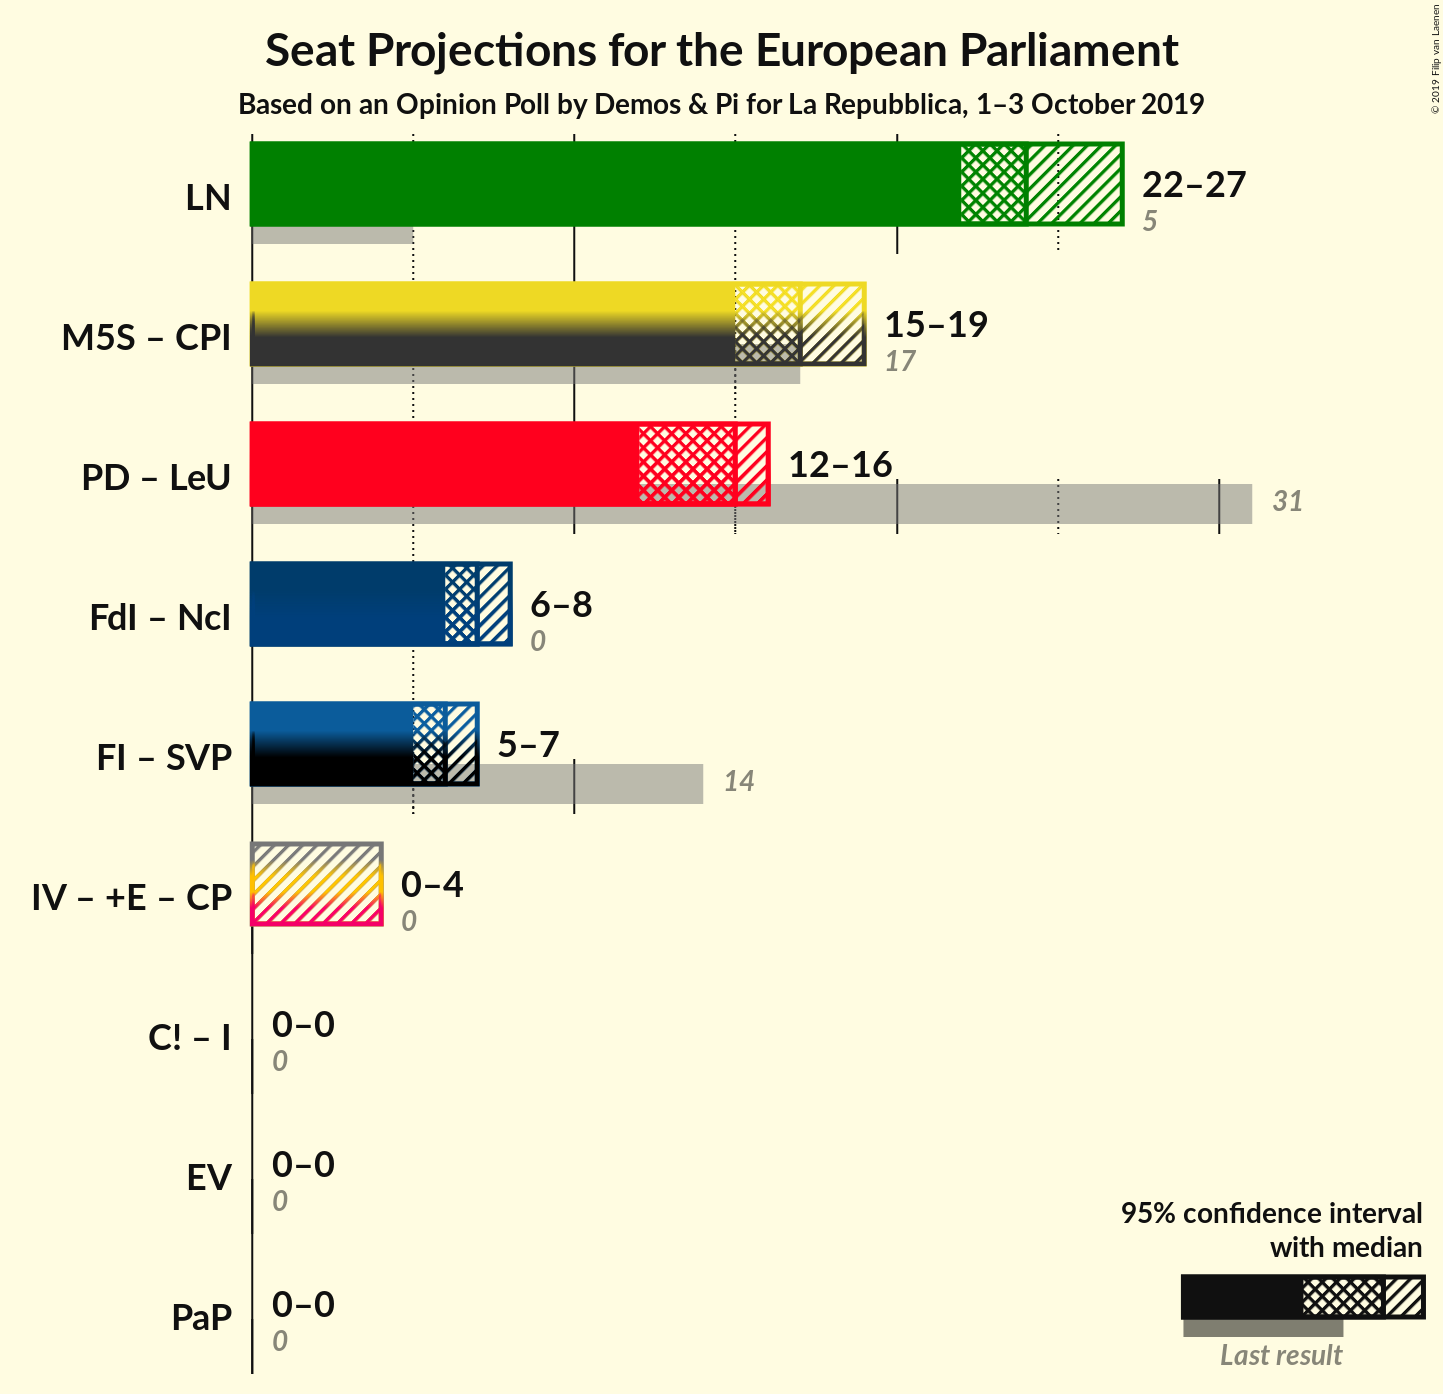 Seat Projections for the European Parliament
Based on an Opinion Poll by Demos & Pi for La Repubblica, 1–3 October 2019
© 2019 Filip van Laenen
LN
22–27
5
M5S – CPI
15–19
17
PD – LeU
12–16
31
FdI – NcI
6–8
0
FI – SVP
5–7
14
IV – +E – CP
0–4
0
C! – I
0–0
0
EV
0–0
0
PaP
0–0
0
95% confidence interval
with median
Last result